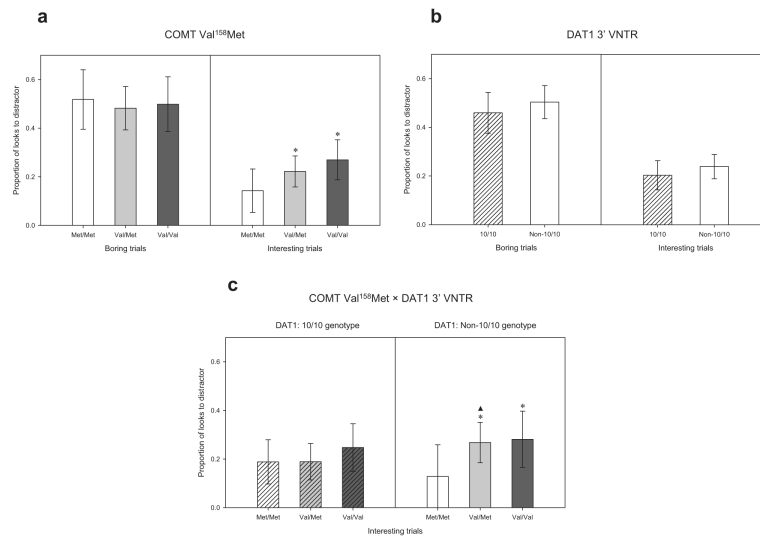 a
COMT Val¹⁵⁸Met
Proportion of looks to distractor
0.6
0.4
0.2
0.0
Met/Met Val/Met Val/Val Met/Met Val/Met Val/Val
* *
Boring trials Interesting trials
b
DAT1 3' VNTR
Proportion of looks to distractor
0.6
0.4
0.2
0.0
10/10 Non-10/10 10/10 Non-10/10
Boring trials Interesting trials
c
COMT Val¹⁵⁸Met × DAT1 3' VNTR
DAT1: 10/10 genotype DAT1: Non-10/10 genotype
Proportion of looks to distractor
0.6
0.4
0.2
0.0
▲
* *
Met/Met Val/Met Val/Val Met/Met Val/Met Val/Val
Interesting trials